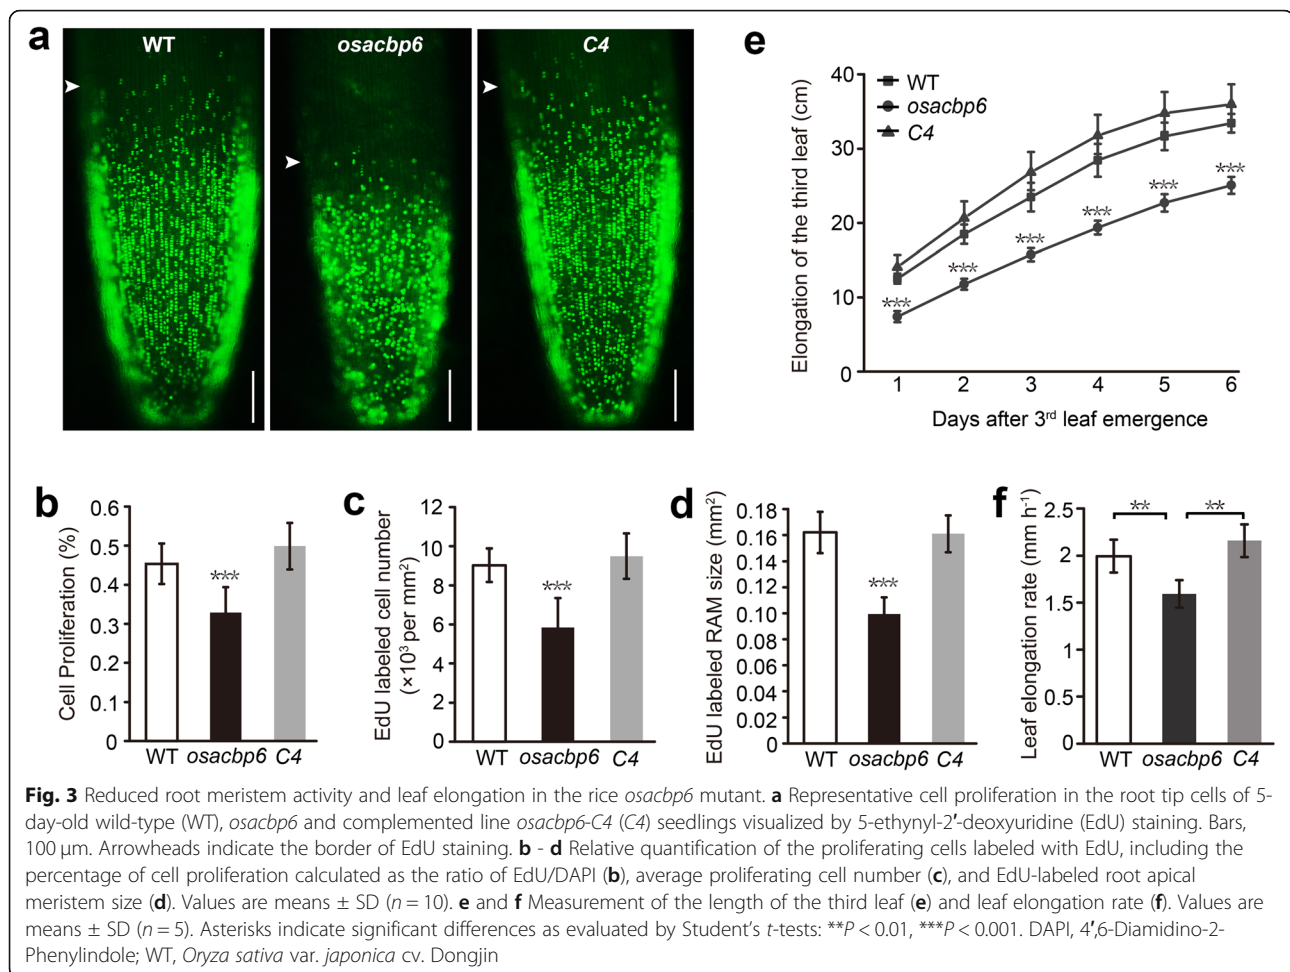 a
WT
osacbp6
C4
e
Elongation of the third leaf (cm)
40
30
20
10
0
WT
osacbp6
C4
***
***
***
***
***
***
1 2 3 4 5 6
Days after 3rd leaf emergence
b
Cell Proliferation (%)
0.6
0.5
0.4
0.3
0.2
0.1
0
***
WT osacbp6 C4
c
EdU labeled cell number
(×10³ per mm²)
12
10
8
6
4
2
0
***
WT osacbp6 C4
d
EdU labeled RAM size (mm²)
0.18
0.16
0.14
0.12
0.10
0.08
0.06
0.04
0.02
0
***
WT osacbp6 C4
f
Leaf elongation rate (mm h⁻¹)
2.5
2
1.5
1
0.5
0
**
**
WT osacbp6 C4
Fig. 3 Reduced root meristem activity and leaf elongation in the rice osacbp6 mutant. a Representative cell proliferation in the root tip cells of 5-
day-old wild-type (WT), osacbp6 and complemented line osacbp6-C4 (C4) seedlings visualized by 5-ethynyl-2′-deoxyuridine (EdU) staining. Bars,
100 μm. Arrowheads indicate the border of EdU staining. b - d Relative quantification of the proliferating cells labeled with EdU, including the
percentage of cell proliferation calculated as the ratio of EdU/DAPI (b), average proliferating cell number (c), and EdU-labeled root apical
meristem size (d). Values are means ± SD (n = 10). e and f Measurement of the length of the third leaf (e) and leaf elongation rate (f). Values are
means ± SD (n = 5). Asterisks indicate significant differences as evaluated by Student's t-tests: **P < 0.01, ***P < 0.001. DAPI, 4′,6-Diamidino-2-
Phenylindole; WT, Oryza sativa var. japonica cv. Dongjin